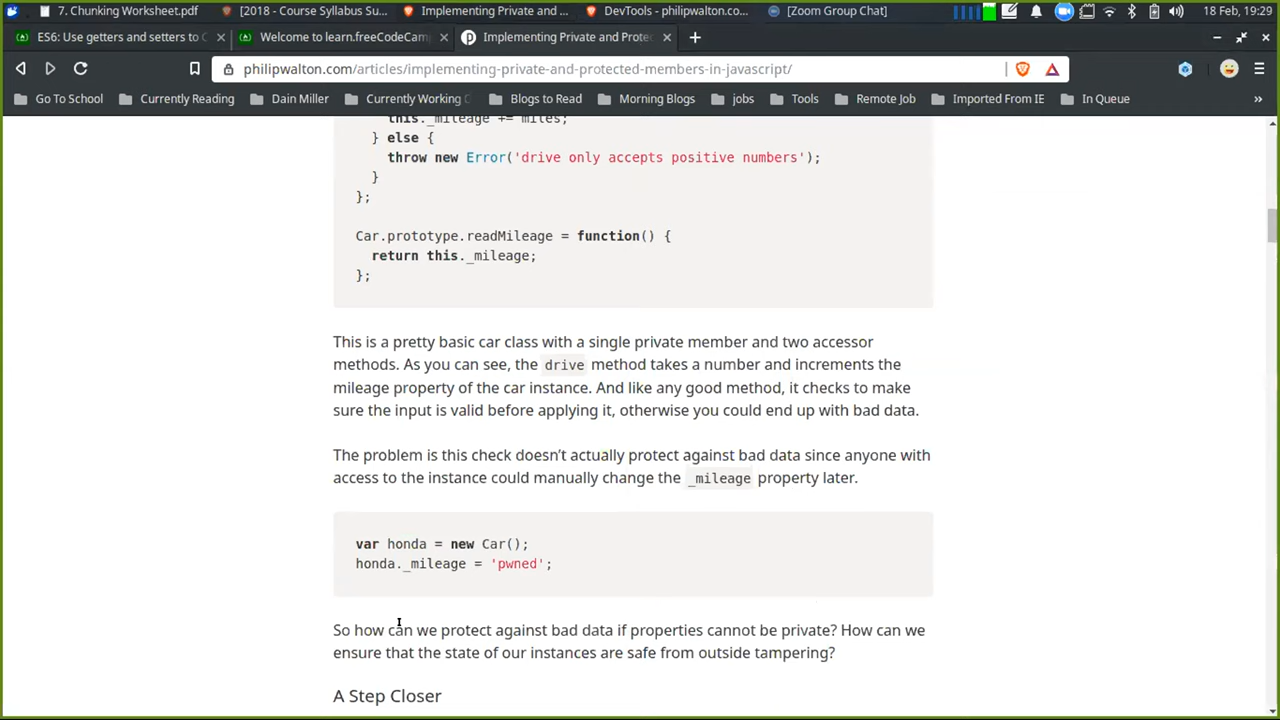 7. Chunking Worksheet.pdf
[2018 - Course Syllabus Su...
Implementing Private and ...
DevTools - philipwalton.co...
[Zoom Group Chat]
18 Feb, 19:29
ES6: Use getters and setters to C
Welcome to learn.freeCodeCam
Implementing Private and Prote
philipwalton.com/articles/implementing-private-and-protected-members-in-javascript/
Go To School
Currently Reading
Dain Miller
Currently Working
Blogs to Read
Morning Blogs
jobs
Tools
Remote Job
Imported From IE
In Queue
this._mileage += miles;
} else {
throw new Error('drive only accepts positive numbers');
}
};
Car.prototype.readMileage = function() {
return this._mileage;
};
This is a pretty basic car class with a single private member and two accessor
methods. As you can see, the drive method takes a number and increments the
mileage property of the car instance. And like any good method, it checks to make
sure the input is valid before applying it, otherwise you could end up with bad data.
The problem is this check doesn’t actually protect against bad data since anyone with
access to the instance could manually change the _mileage property later.
var honda = new Car();
honda._mileage = 'pwned';
So how can we protect against bad data if properties cannot be private? How can we
ensure that the state of our instances are safe from outside tampering?
A Step Closer